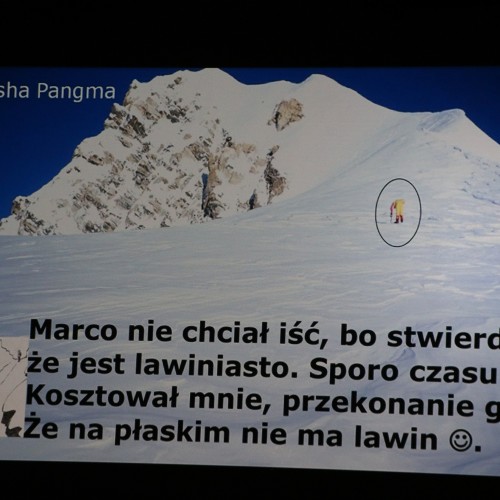 sha Pangma
Marco nie chciał iść, bo stwierd
że jest lawiniasto. Sporo czasu
Kosztował mnie, przekonanie g
Że na płaskim nie ma lawin ☺.